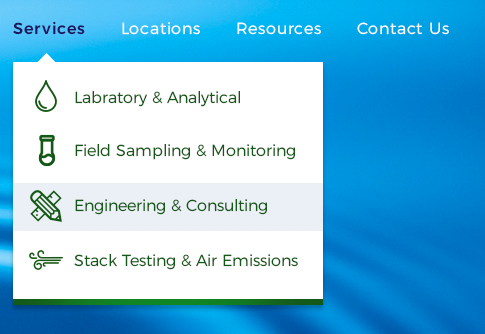 Services Locations Resources Contact Us
Labratory & Analytical
Field Sampling & Monitoring
Engineering & Consulting
Stack Testing & Air Emissions